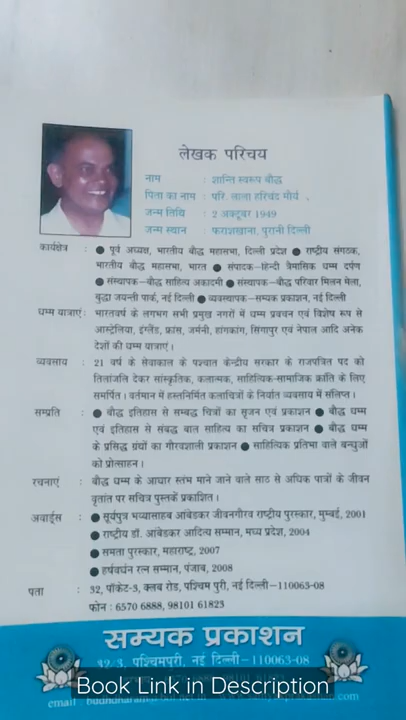 लेखक परिचय
नाम : शान्ति स्वरूप बौद्ध
पिता का नाम : परि. लाला हरिचंद मौर्य
जन्म तिथि : 2 अक्टूबर 1949
जन्म स्थान : फराशखाना, पुरानी दिल्ली
कार्यक्षेत्र : ● पूर्व अध्यक्ष, भारतीय बौद्ध महासभा, दिल्ली प्रदेश ● राष्ट्रीय संगठक,
भारतीय बौद्ध महासभा, भारत ● संपादक–हिन्दी त्रैमासिक धम्म दर्पण
● संस्थापक–बौद्ध साहित्य अकादमी ● संस्थापक–बौद्ध परिवार मिलन मेला,
बुद्धा जयन्ती पार्क, नई दिल्ली ● व्यवस्थापक–सम्यक प्रकाशन, नई दिल्ली
धम्म यात्राएं : भारतवर्ष के लगभग सभी प्रमुख नगरों में धम्म प्रवचन एवं विशेष रूप से
आस्ट्रेलिया, इंग्लैंड, फ्रांस, जर्मनी, हांगकांग, सिंगापुर एवं नेपाल आदि अनेक
देशों की धम्म यात्राएं।
व्यवसाय : 21 वर्ष के सेवाकाल के पश्चात केन्द्रीय सरकार के राजपत्रित पद को
तिलांजलि देकर सांस्कृतिक, कलात्मक, साहित्यिक-सामाजिक क्रांति के लिए
समर्पित। वर्तमान में हस्तनिर्मित कलाचित्रों के निर्यात व्यवसाय में संलिप्त।
सम्प्रति : ● बौद्ध इतिहास से सम्बद्ध चित्रों का सृजन एवं प्रकाशन ● बौद्ध धम्म
एवं इतिहास से संबद्ध बाल साहित्य का सचित्र प्रकाशन ● बौद्ध धम्म
के प्रसिद्ध ग्रंथों का गौरवशाली प्रकाशन ● साहित्यिक प्रतिभा वाले बन्धुओं
को प्रोत्साहन।
रचनाएं : बौद्ध धम्म के आधार स्तंभ माने जाने वाले साठ से अधिक पात्रों के जीवन
वृतांत पर सचित्र पुस्तकें प्रकाशित।
अवार्ड्स : ● सूर्यपुत्र भय्यासाहब आंबेडकर जीवनगौरव राष्ट्रीय पुरस्कार, मुम्बई, 2001
● राष्ट्रीय डॉ. आंबेडकर आदित्य सम्मान, मध्य प्रदेश, 2004
● समता पुरस्कार, महाराष्ट्र, 2007
● हर्षवर्धन रत्न सम्मान, पंजाब, 2008
पता : 32, पॉकेट-3, क्लब रोड, पश्चिम पुरी, नई दिल्ली–110063-08
फोन : 6570 6888, 98101 61823
सम्यक प्रकाशन
32/3, पश्चिमपुरी, नई दिल्ली–110063-08
Book Link in Description